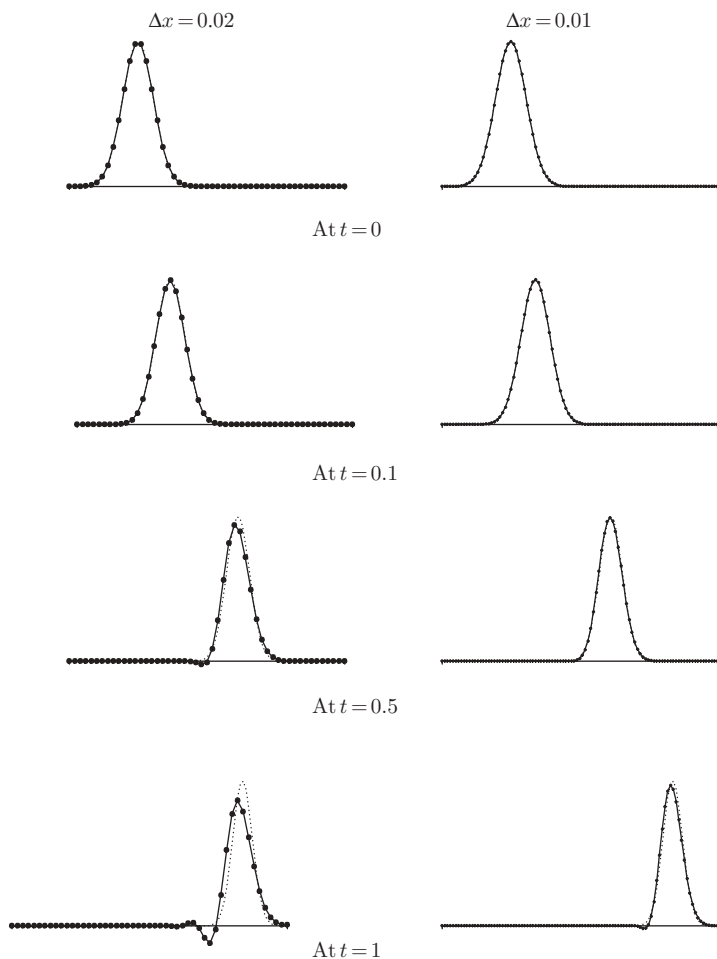 Δx = 0.02
Δx = 0.01
At t = 0
At t = 0.1
At t = 0.5
At t = 1